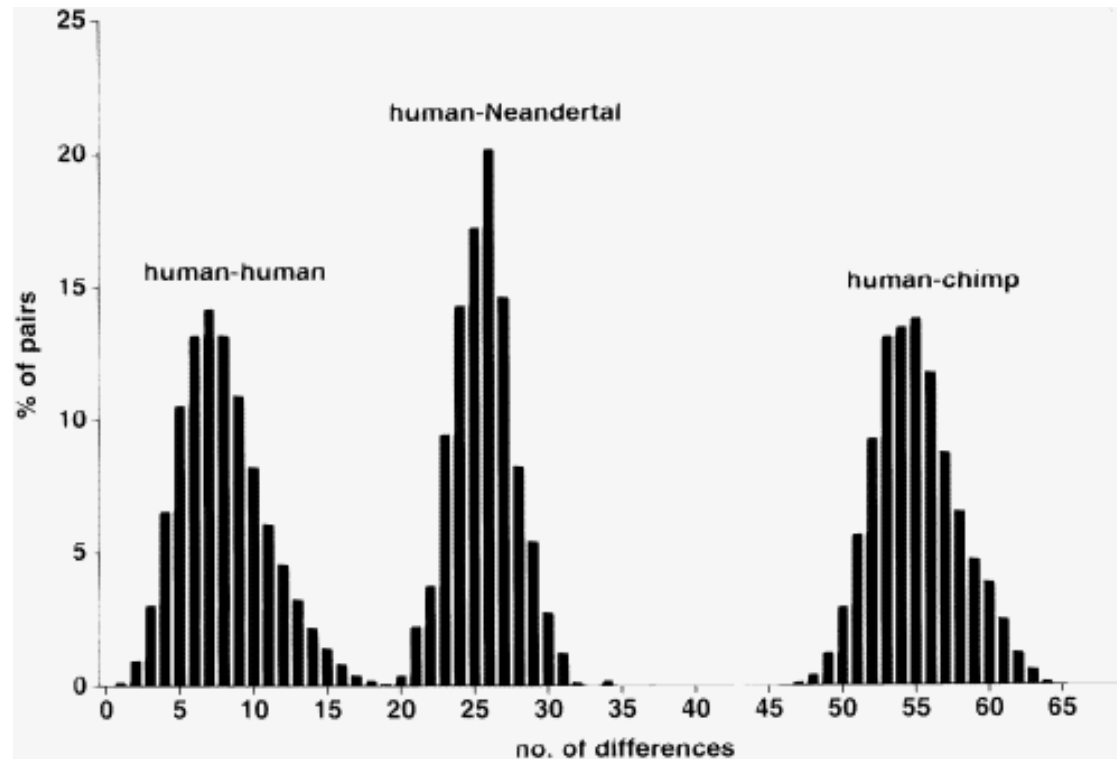 25
human-Neandertal
20
human-human
human-chimp
15
% of pairs
10
5
0
0 5 10 15 20 25 30 35 40 45 50 55 60 65
no. of differences